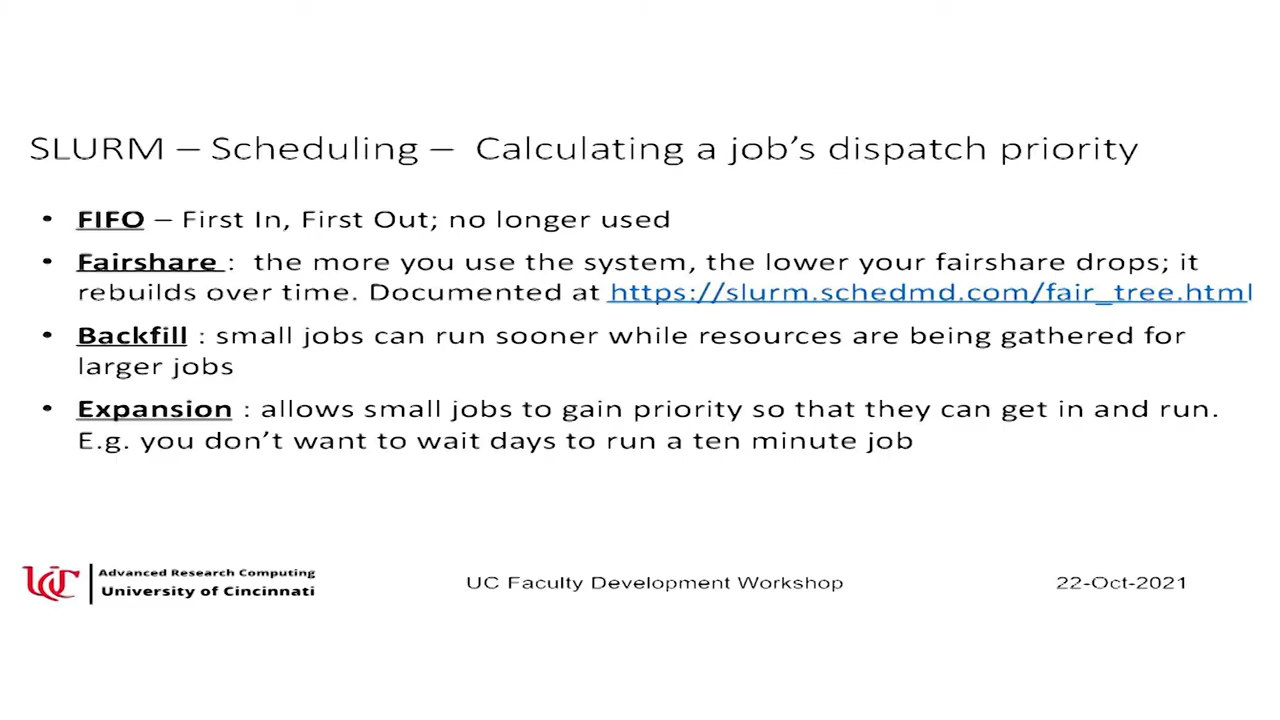 SLURM – Scheduling – Calculating a job's dispatch priority
• FIFO – First In, First Out; no longer used
• Fairshare : the more you use the system, the lower your fairshare drops; it
rebuilds over time. Documented at https://slurm.schedmd.com/fair_tree.html
• Backfill : small jobs can run sooner while resources are being gathered for
larger jobs
• Expansion : allows small jobs to gain priority so that they can get in and run.
E.g. you don't want to wait days to run a ten minute job
UC
Advanced Research Computing
University of Cincinnati
UC Faculty Development Workshop
22-Oct-2021